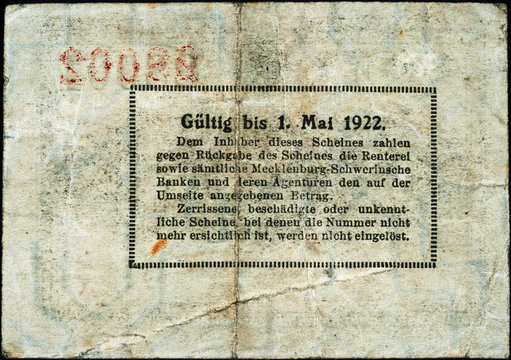 Gültig bis 1. Mai 1922.
Dem Inhaber dieses Scheines zahlen
gegen Rückgabe des Scheines die Renterei
sowie sämtliche Mecklenburg-Schwerinsche
Banken und deren Agenturen den auf der
Umseite angegebenen Betrag.
Zerrissene, beschädigte oder unkennt-
liche Scheine, bei denen die Nummer nicht
mehr ersichtlich ist, werden nicht eingelöst.